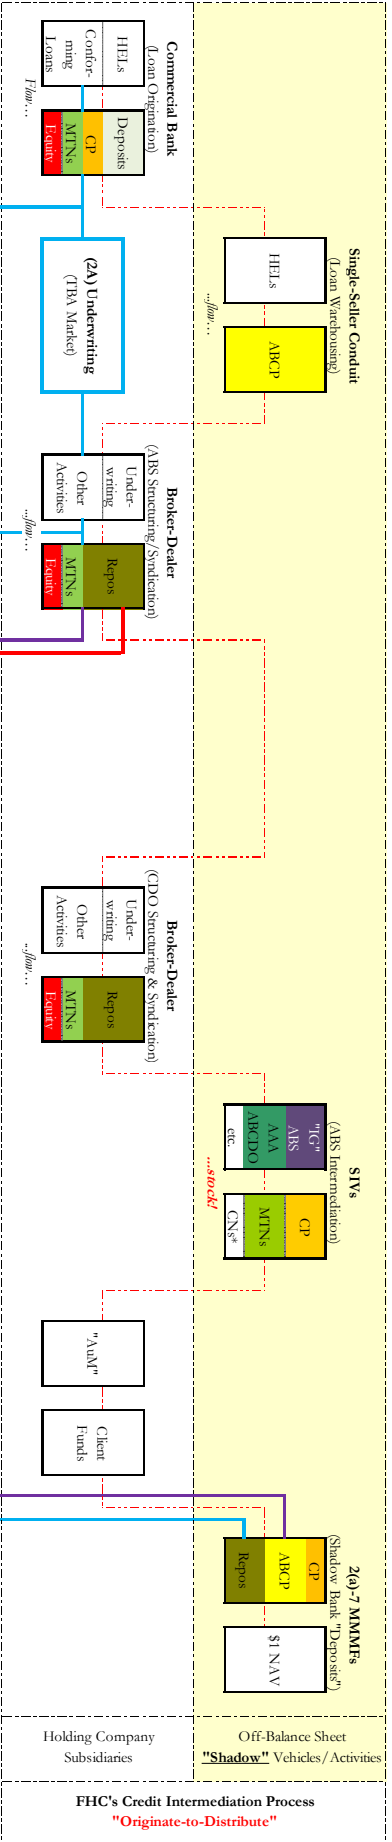 Commercial Bank
(Loan Origination)
HELs
Confor-
ming
Loans
Flow…
Deposits
CP
MTNs
Equity
Single-Seller Conduit
(Loan Warehousing)
HELs
ABCP
...flow…
(2A) Underwriting
(TBA Market)
Broker-Dealer
(ABS Structuring/Syndication)
Under-
writing
Other
Activities
...flow…
Repos
MTNs
Equity
Broker-Dealer
(CDO Structuring & Syndication)
Under-
writing
Other
Activities
...flow…
Repos
MTNs
Equity
SIVs
(ABS Intermediation)
"IG"
ABS
AAA
ABCDO
etc.
CP
MTNs
CNs*
...stock!
"AuM"
Client
Funds
2(a)-7 MMMFs
(Shadow Bank "Deposits")
CP
ABCP
Repos
$1 NAV
Holding Company
Subsidiaries
Off-Balance Sheet
"Shadow" Vehicles/Activities
FHC's Credit Intermediation Process
"Originate-to-Distribute"